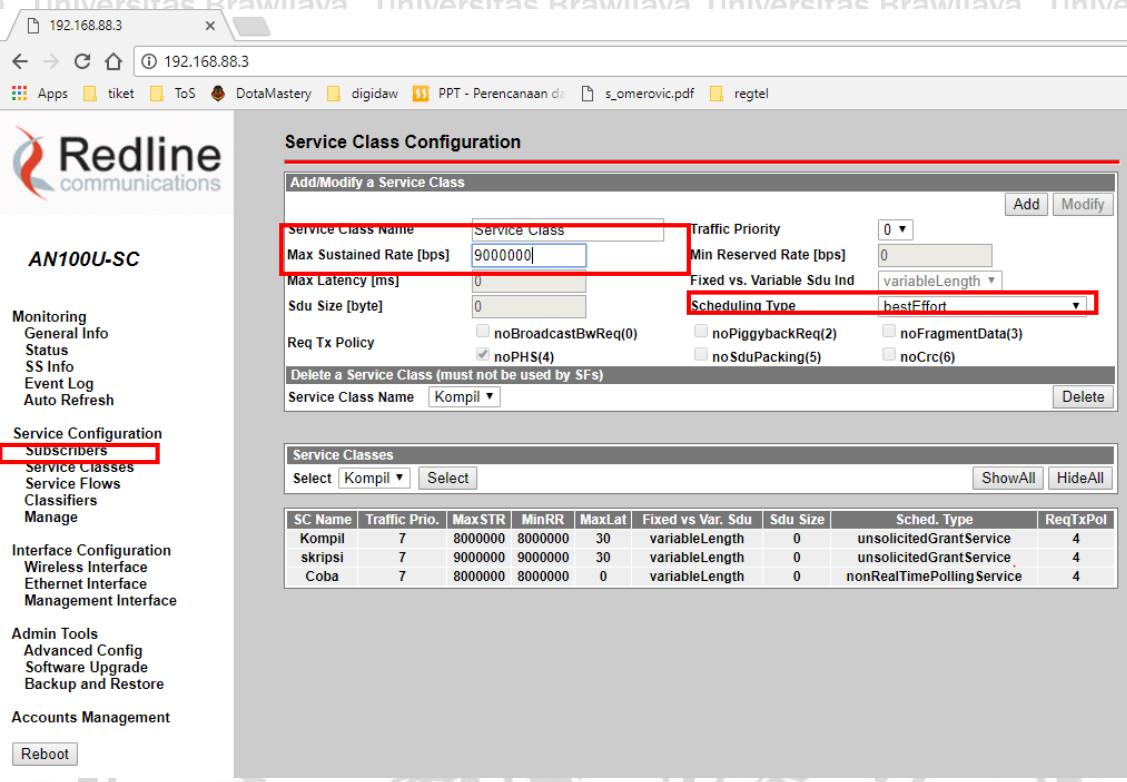 Universitas Brawijaya Universitas Brawijaya Universitas Brawijaya
192.168.88.3
192.168.88.3
Apps tiket ToS DotaMastery digidaw PPT - Perencanaan da s_omerovic.pdf regtel
Redline
communications
AN100U-SC
Monitoring
General Info
Status
SS Info
Event Log
Auto Refresh
Service Configuration
Subscribers
Service Classes
Service Flows
Classifiers
Manage
Interface Configuration
Wireless Interface
Ethernet Interface
Management Interface
Admin Tools
Advanced Config
Software Upgrade
Backup and Restore
Accounts Management
Reboot
Service Class Configuration
Add/Modify a Service Class
Add Modify
Service Class Name Service Class Traffic Priority 0
Max Sustained Rate [bps] 9000000 Min Reserved Rate [bps] 0
Max Latency [ms] 0 Fixed vs. Variable Sdu Ind variableLength
Sdu Size [byte] 0 Scheduling Type bestEffort
Req Tx Policy noBroadcastBwReq(0) noPiggybackReq(2) noFragmentData(3)
noPHS(4) noSduPacking(5) noCrc(6)
Delete a Service Class (must not be used by SFs)
Service Class Name Kompil Delete
Service Classes
Select Kompil Select ShowAll HideAll
SC Name Traffic Prio. MaxSTR MinRR MaxLat Fixed vs Var. Sdu Sdu Size Sched. Type ReqTxPol
Kompil 7 8000000 8000000 30 variableLength 0 unsolicitedGrantService 4
skripsi 7 9000000 9000000 30 variableLength 0 unsolicitedGrantService 4
Coba 7 8000000 8000000 0 variableLength 0 nonRealTimePollingService 4